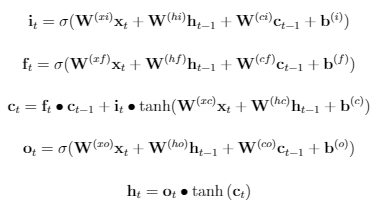 i_t = σ(W^(xi) x_t + W^(hi) h_{t−1} + W^(ci) c_{t−1} + b^(i))
f_t = σ(W^(xf) x_t + W^(hf) h_{t−1} + W^(cf) c_{t−1} + b^(f))
c_t = f_t • c_{t−1} + i_t • tanh(W^(xc) x_t + W^(hc) h_{t−1} + b^(c))
o_t = σ(W^(xo) x_t + W^(ho) h_{t−1} + W^(co) c_{t−1} + b^(o))
h_t = o_t • tanh (c_t)